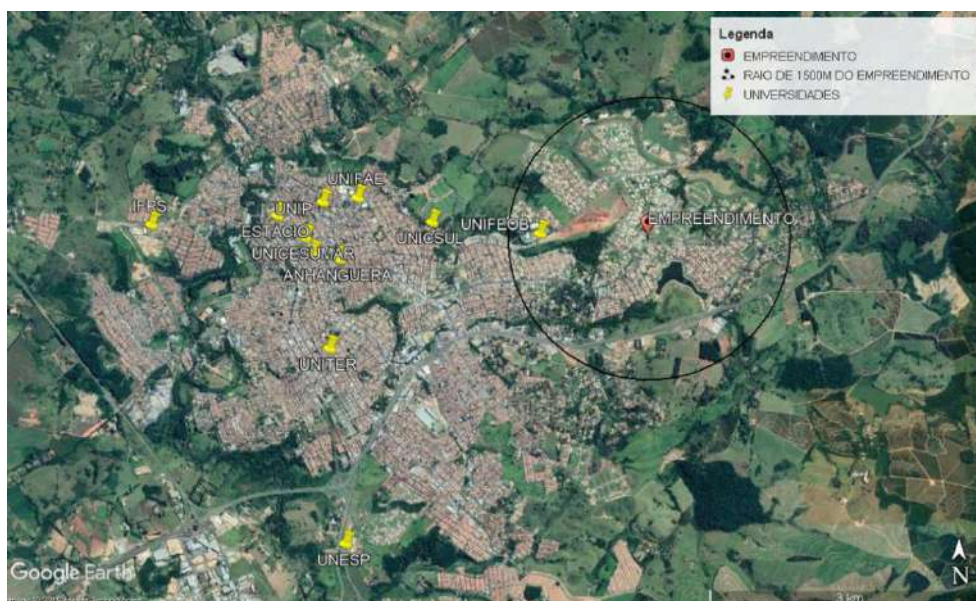 Legenda
EMPREENDIMENTO
RAIO DE 1500M DO EMPREENDIMENTO
UNIVERSIDADES
UNIFAE
IFPS
UNIP
ESTACIO
UNICSUL
UNIFEOB
EMPREENDIMENTO
UNICESUMAR
ANHANGUERA
UNITER
UNESP
Google Earth
3 km
N